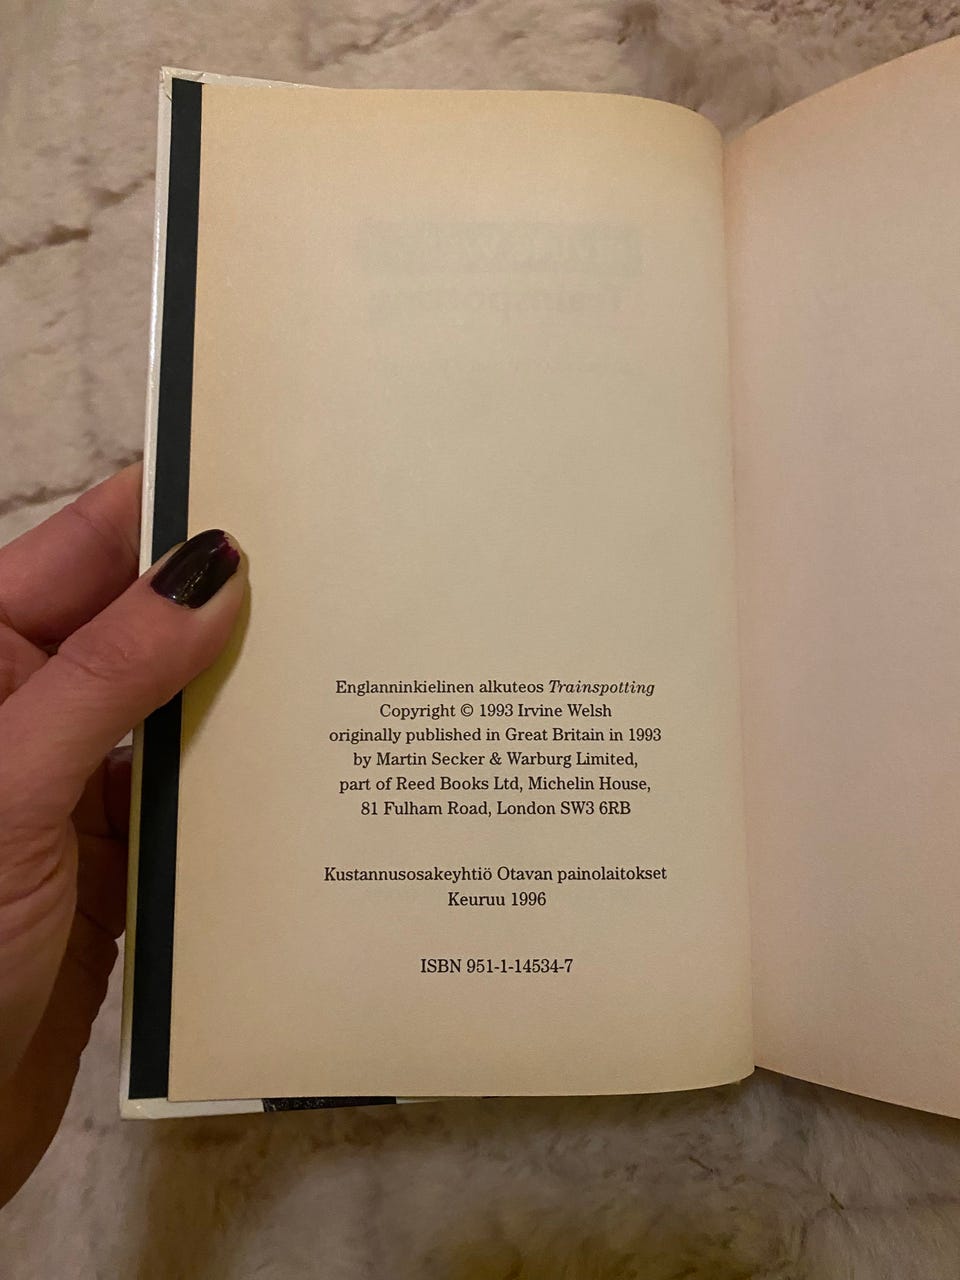 Englanninkielinen alkuteos Trainspotting
Copyright © 1993 Irvine Welsh
originally published in Great Britain in 1993
by Martin Secker & Warburg Limited,
part of Reed Books Ltd, Michelin House,
81 Fulham Road, London SW3 6RB
Kustannusosakeyhtiö Otavan painolaitokset
Keuruu 1996
ISBN 951-1-14534-7